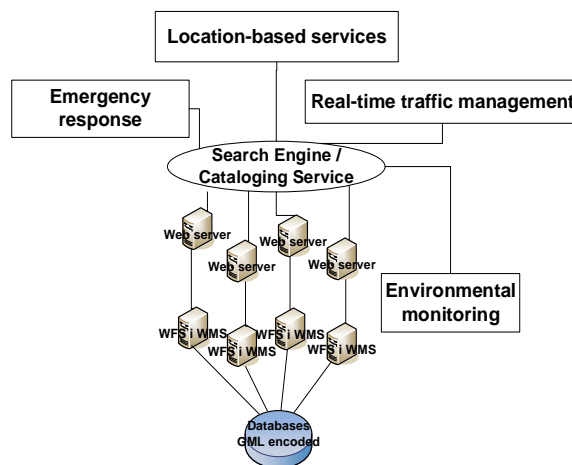 Location-based services
Emergency
response
Real-time traffic management
Search Engine /
Cataloging Service
Web server
Web server
Web server
Web server
Environmental
monitoring
WFS i WMS
WFS i WMS
WFS i WMS
WFS i WMS
Databases
GML encoded